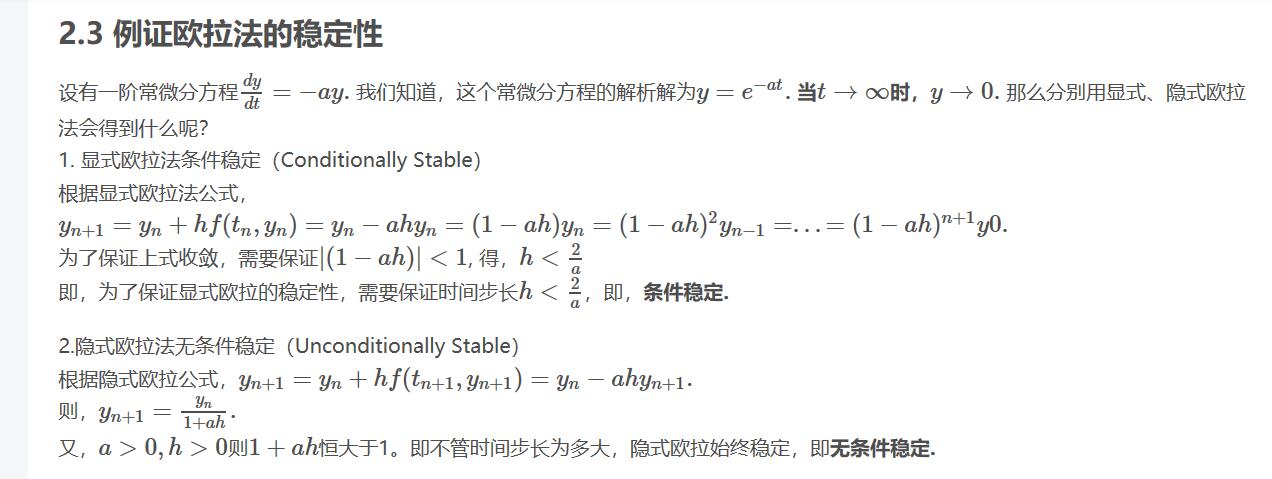 2.3 例证欧拉法的稳定性
设有一阶常微分方程$\frac{dy}{dt} = -ay.$ 我们知道，这个常微分方程的解析解为$y = e^{-at}.$ 当$t \to \infty$时，$y \to 0.$ 那么分别用显式、隐式欧拉
法会得到什么呢？
1. 显式欧拉法条件稳定（Conditionally Stable）
根据显式欧拉法公式，
$y_{n+1} = y_n + hf(t_n, y_n) = y_n - ahy_n = (1 - ah)y_n = (1 - ah)^2 y_{n-1} = \ldots = (1 - ah)^{n+1} y0.$
为了保证上式收敛，需要保证$|(1 - ah)| < 1$, 得，$h < \frac{2}{a}$
即，为了保证显式欧拉的稳定性，需要保证时间步长$h < \frac{2}{a}$，即，条件稳定.
2.隐式欧拉法无条件稳定（Unconditionally Stable）
根据隐式欧拉公式，$y_{n+1} = y_n + hf(t_{n+1}, y_{n+1}) = y_n - ahy_{n+1}.$
则，$y_{n+1} = \frac{y_n}{1+ah}.$
又，$a > 0, h > 0$则$1 + ah$恒大于1。即不管时间步长为多大，隐式欧拉始终稳定，即无条件稳定.